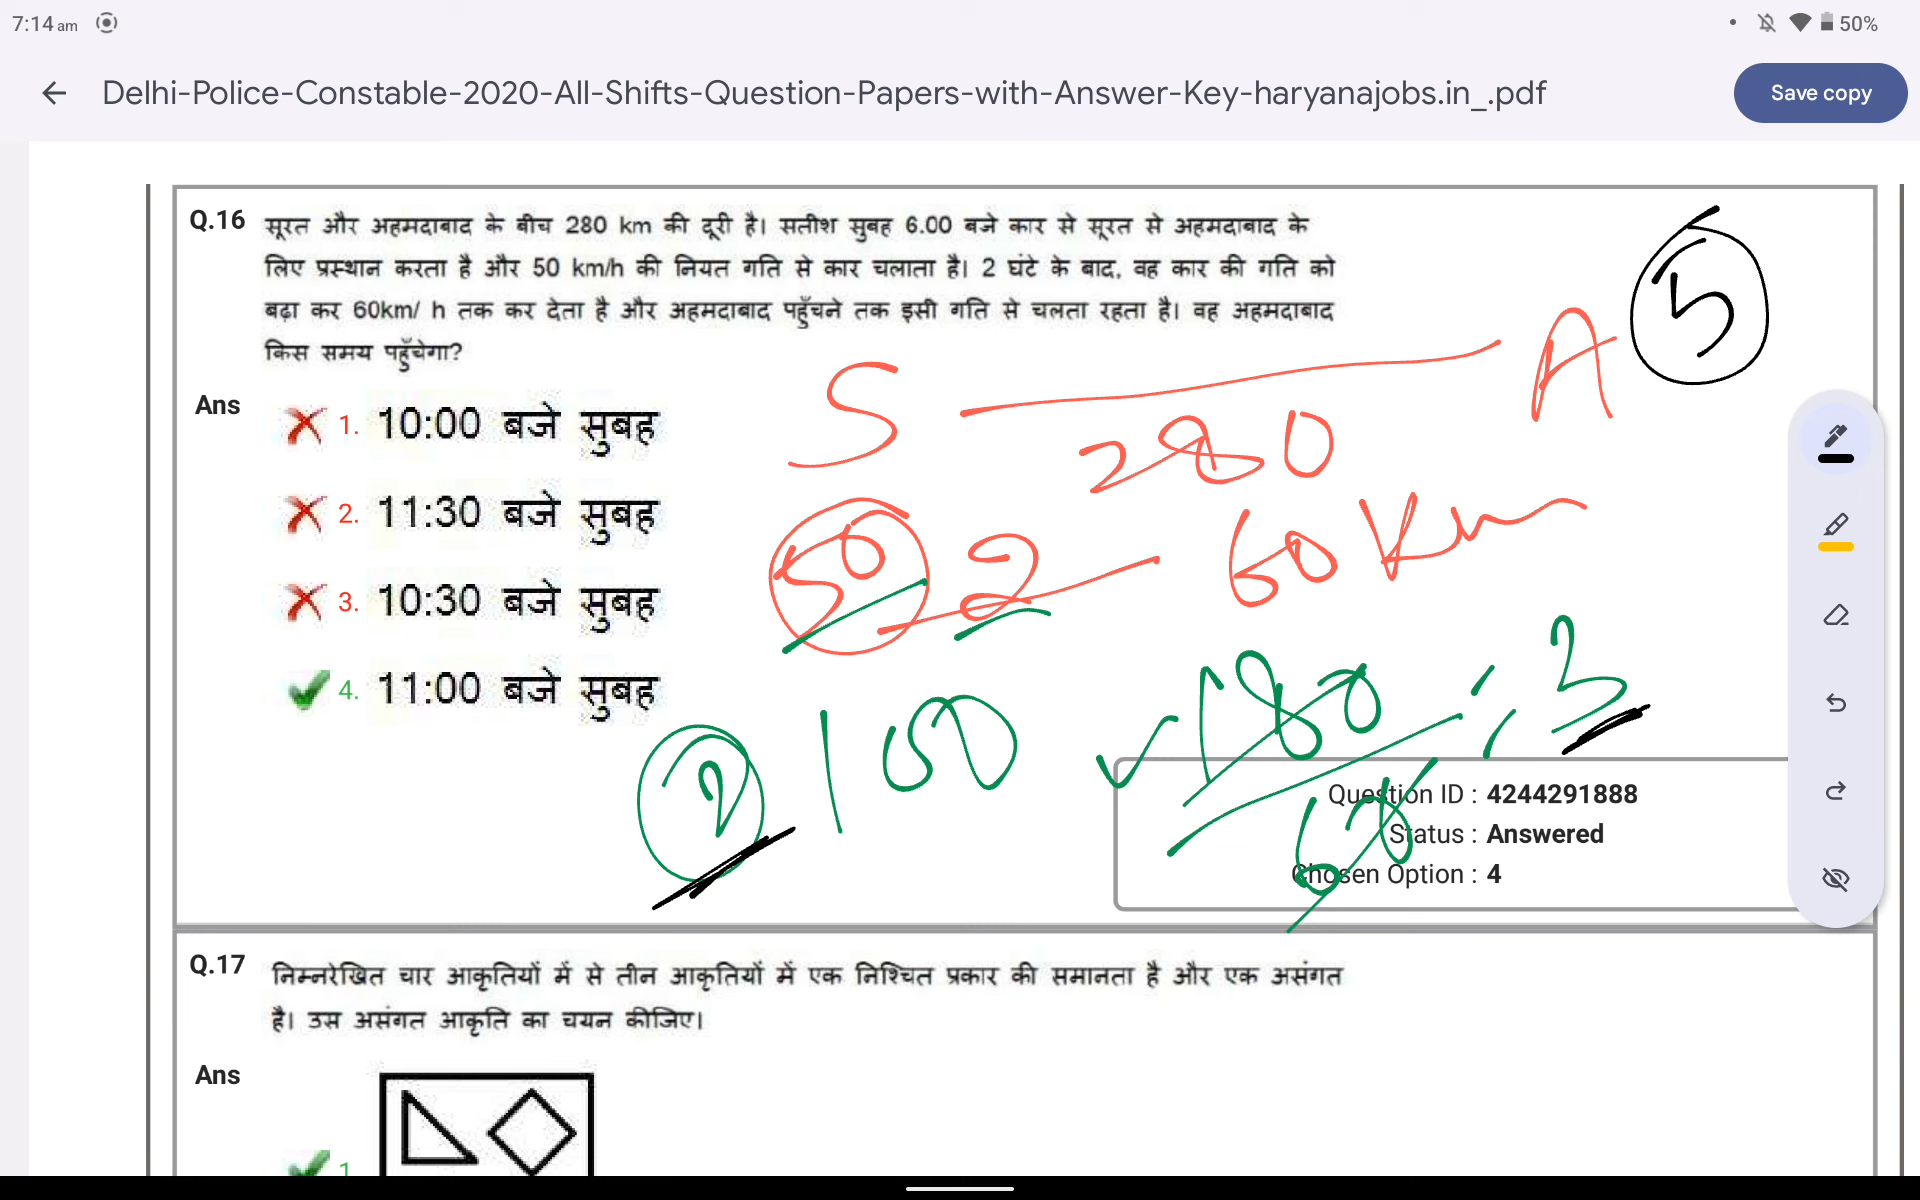 7:14 am
50%
Delhi-Police-Constable-2020-All-Shifts-Question-Papers-with-Answer-Key-haryanajobs.in_.pdf
Save copy
Q.16 सूरत और अहमदाबाद के बीच 280 km की दूरी है। सतीश सुबह 6.00 बजे कार से सूरत से अहमदाबाद के
लिए प्रस्थान करता है और 50 km/h की नियत गति से कार चलाता है। 2 घंटे के बाद, वह कार की गति को
बढ़ा कर 60km/ h तक कर देता है और अहमदाबाद पहुँचने तक इसी गति से चलता रहता है। वह अहमदाबाद
किस समय पहुँचेगा?
5
S A
280
Ans
1. 10:00 बजे सुबह
2. 11:30 बजे सुबह
50 2 60 Km
3. 10:30 बजे सुबह
4. 11:00 बजे सुबह
2 100 180 : 3
60
Question ID : 4244291888
Status : Answered
Chosen Option : 4
Q.17 निम्नरेखित चार आकृतियों में से तीन आकृतियों में एक निश्चित प्रकार की समानता है और एक असंगत
है। उस असंगत आकृति का चयन कीजिए।
Ans
1.